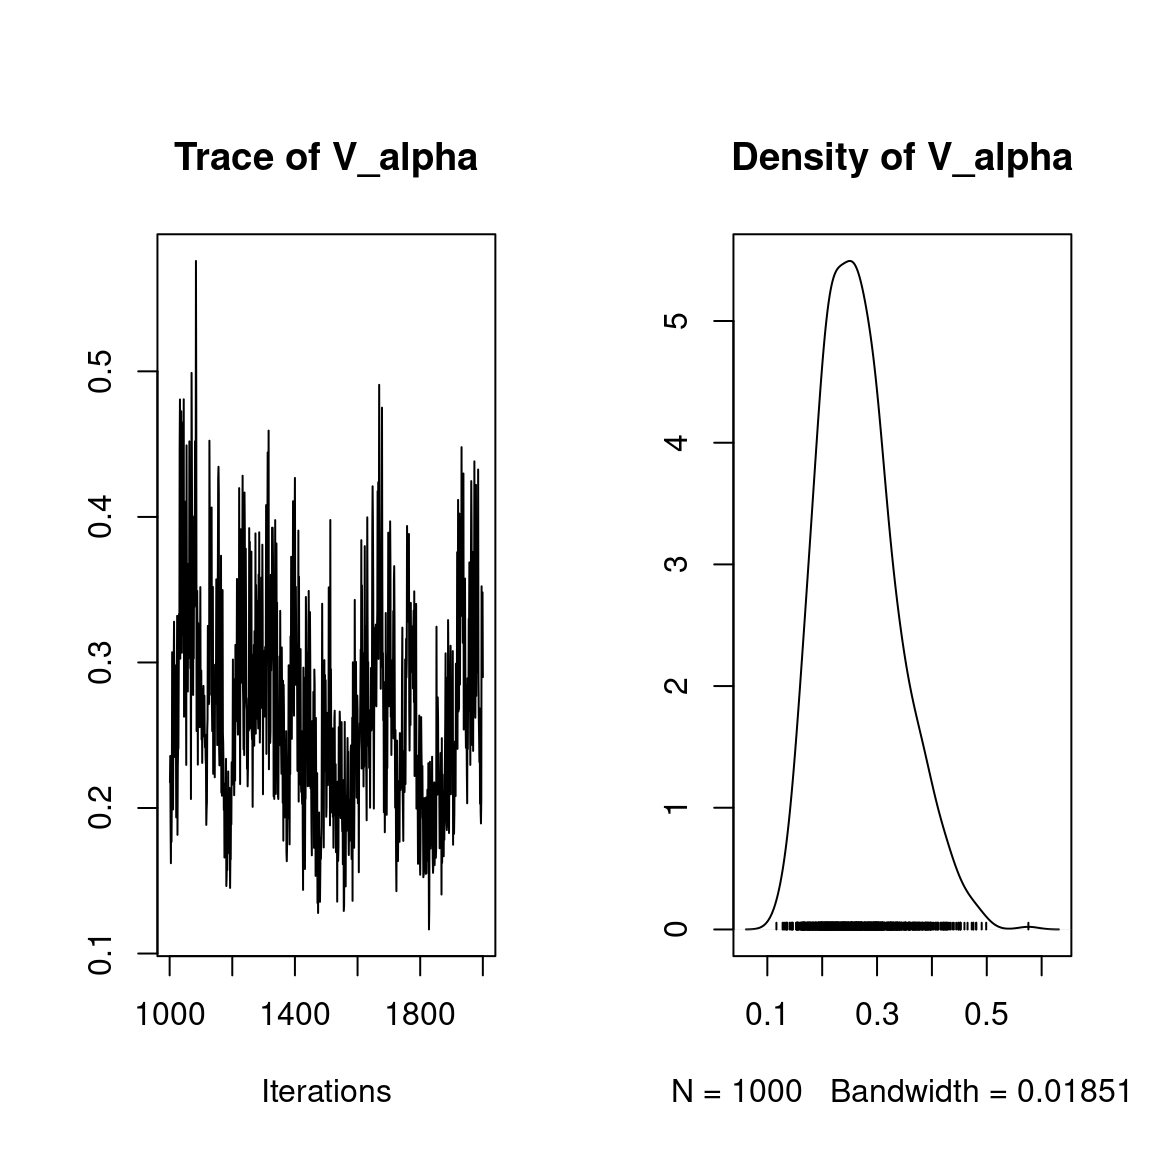 Trace of V_alpha
0.5
0.4
0.3
0.2
0.1
1000 1400 1800
Iterations
Density of V_alpha
5
4
3
2
1
0
0.1 0.3 0.5
N = 1000 Bandwidth = 0.01851